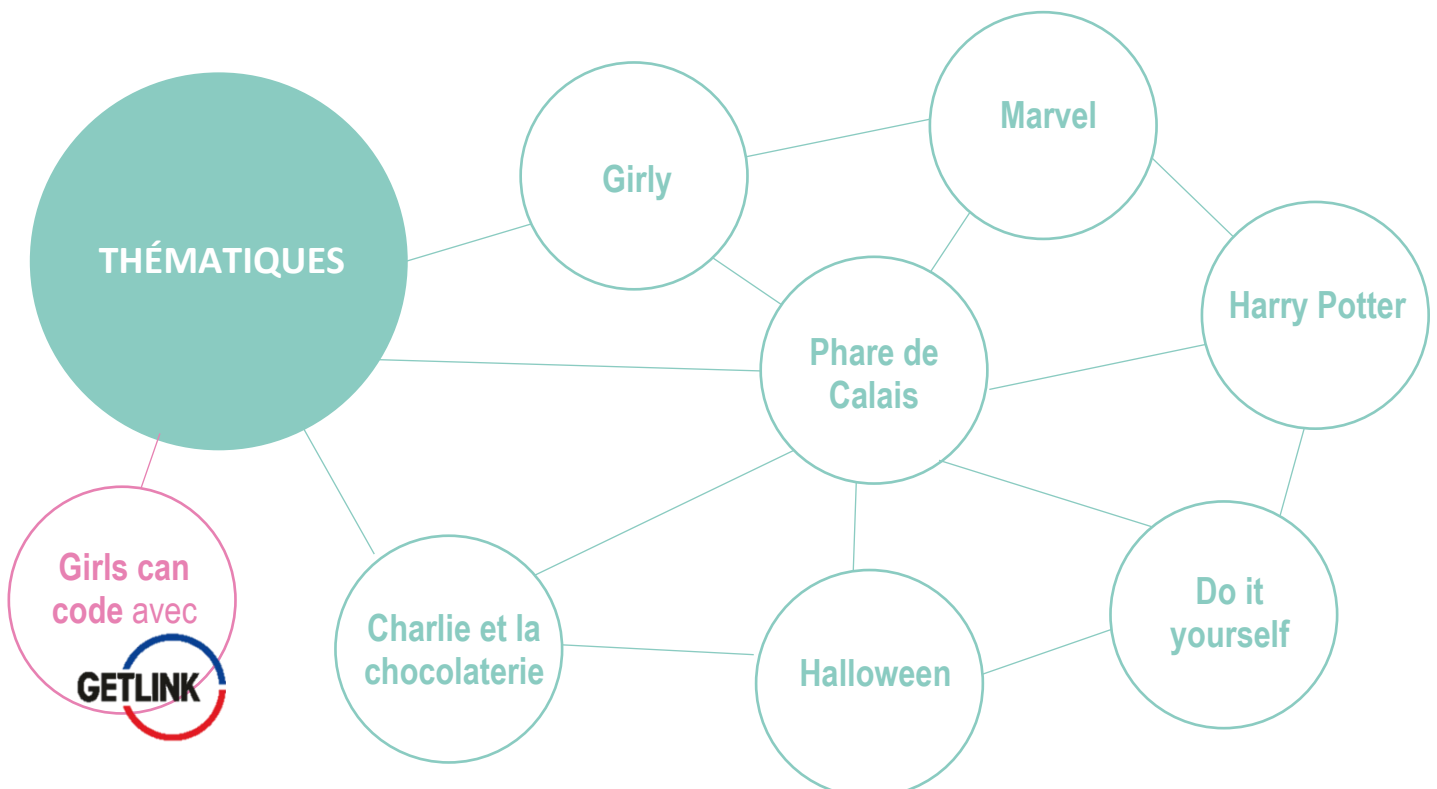 THÉMATIQUES
Girly
Marvel
Harry Potter
Phare de
Calais
Girls can
code avec
GETLINK
Charlie et la
chocolaterie
Halloween
Do it
yourself